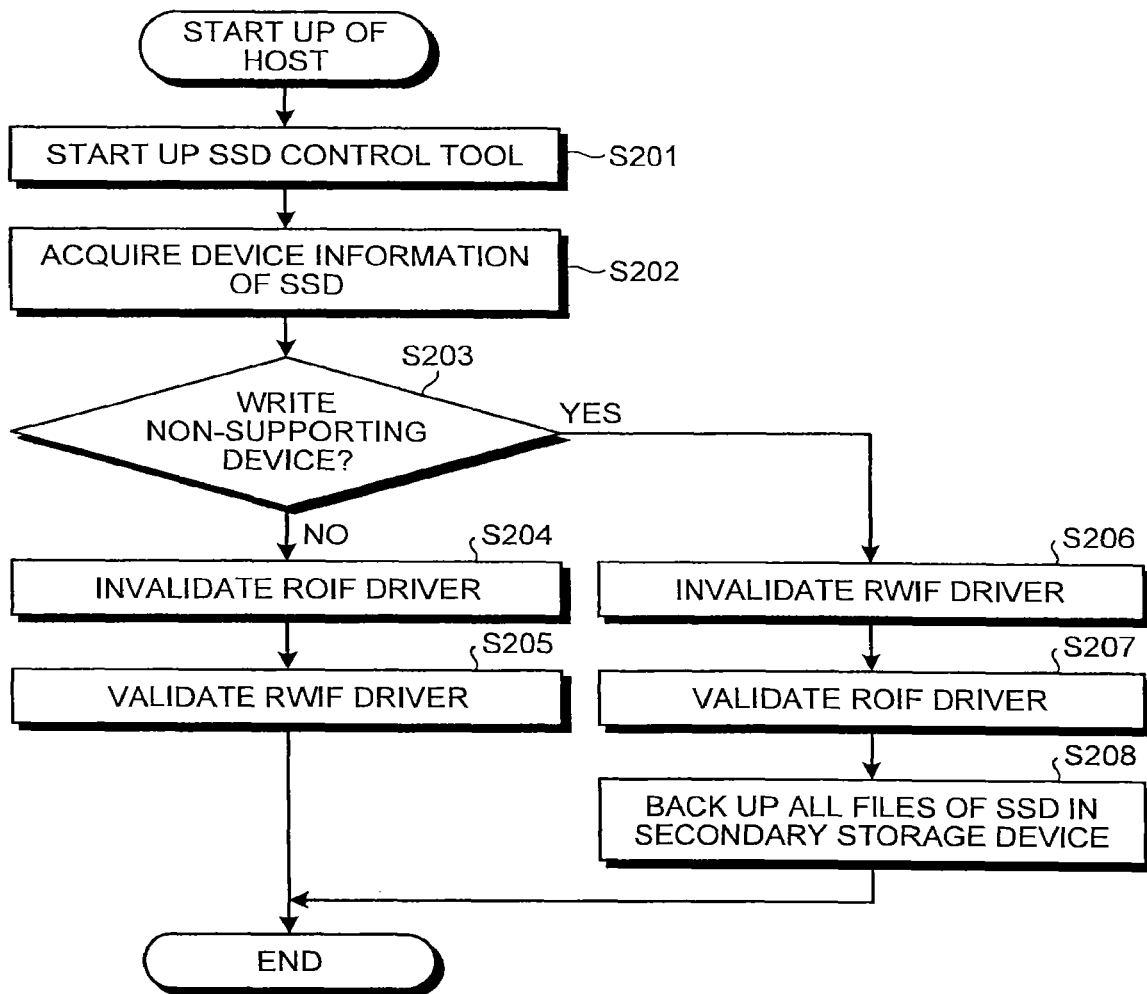 START UP OF
HOST
START UP SSD CONTROL TOOL
S201
ACQUIRE DEVICE INFORMATION
OF SSD
S202
S203
WRITE
NON-SUPPORTING
DEVICE?
YES
NO
S204
INVALIDATE ROIF DRIVER
S205
VALIDATE RWIF DRIVER
S206
INVALIDATE RWIF DRIVER
S207
VALIDATE ROIF DRIVER
S208
BACK UP ALL FILES OF SSD IN
SECONDARY STORAGE DEVICE
END